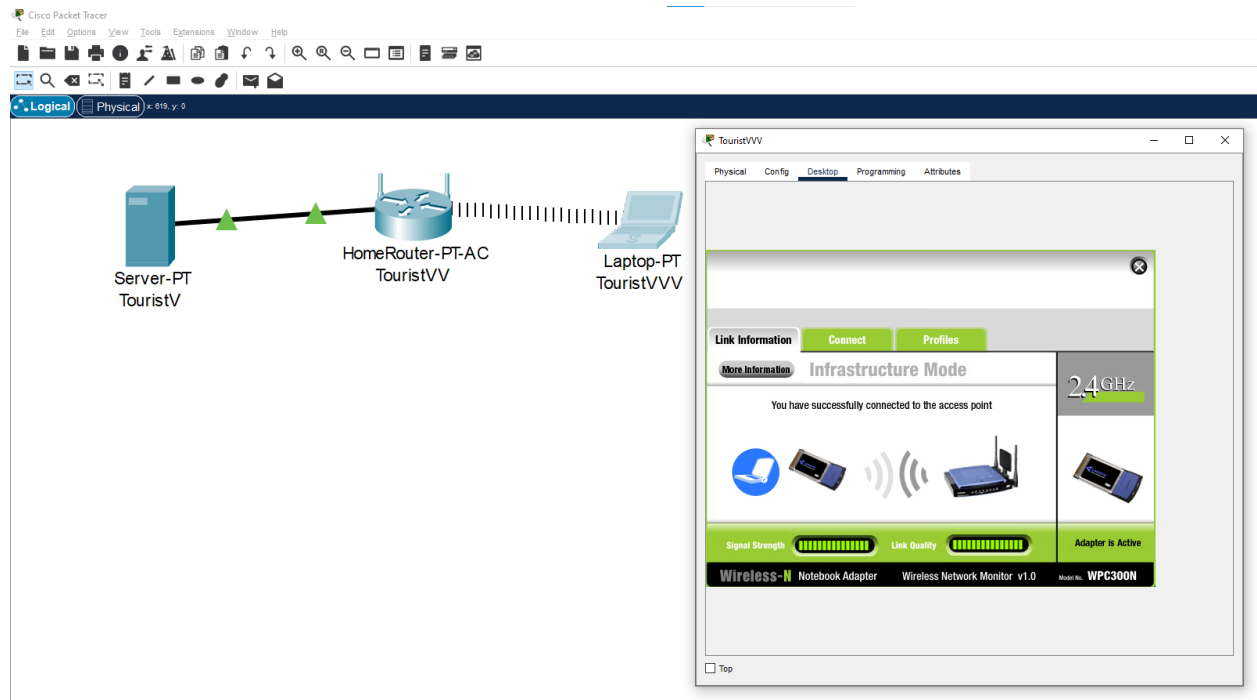 Cisco Packet Tracer
File Edit Options View Tools Extensions Window Help
Logical Physical x: 619, y: 0
Server-PT
TouristV
HomeRouter-PT-AC
TouristVV
Laptop-PT
TouristVVV
TouristVVV
Physical Config Desktop Programming Attributes
Link Information Connect Profiles
More Information Infrastructure Mode
2.4GHz
You have successfully connected to the access point
Signal Strength Link Quality Adapter is Active
Wireless-N Notebook Adapter Wireless Network Monitor v1.0 Model No. WPC300N
Top